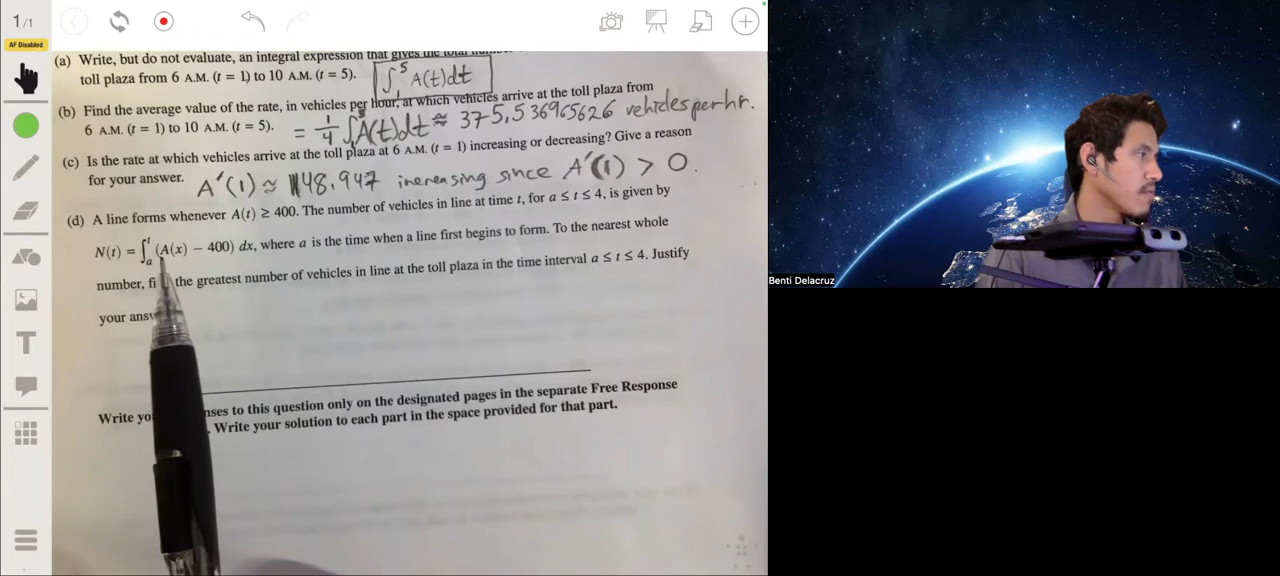 1/1
AF Disabled
(a) Write, but do not evaluate, an integral expression that gives the total
toll plaza from 6 A.M. (t = 1) to 10 A.M. (t = 5). ∫₁⁵ A(t)dt
(b) Find the average value of the rate, in vehicles per hour, at which vehicles arrive at the toll plaza from
6 A.M. (t = 1) to 10 A.M. (t = 5). = 1/4 ∫₁⁵ A(t)dt ≈ 375.536965626 vehicles per hr.
(c) Is the rate at which vehicles arrive at the toll plaza at 6 A.M. (t = 1) increasing or decreasing? Give a reason
for your answer. A'(1) ≈ 148.947 increasing since A'(1) > 0.
(d) A line forms whenever A(t) ≥ 400. The number of vehicles in line at time t, for a ≤ t ≤ 4, is given by
N(t) = ∫ₐᵗ (A(x) − 400) dx, where a is the time when a line first begins to form. To the nearest whole
number, the greatest number of vehicles in line at the toll plaza in the time interval a ≤ t ≤ 4. Justify
your
Write to this question only on the designated pages in the separate Free Response
. Write your solution to each part in the space provided for that part.
T
Benti Delacruz